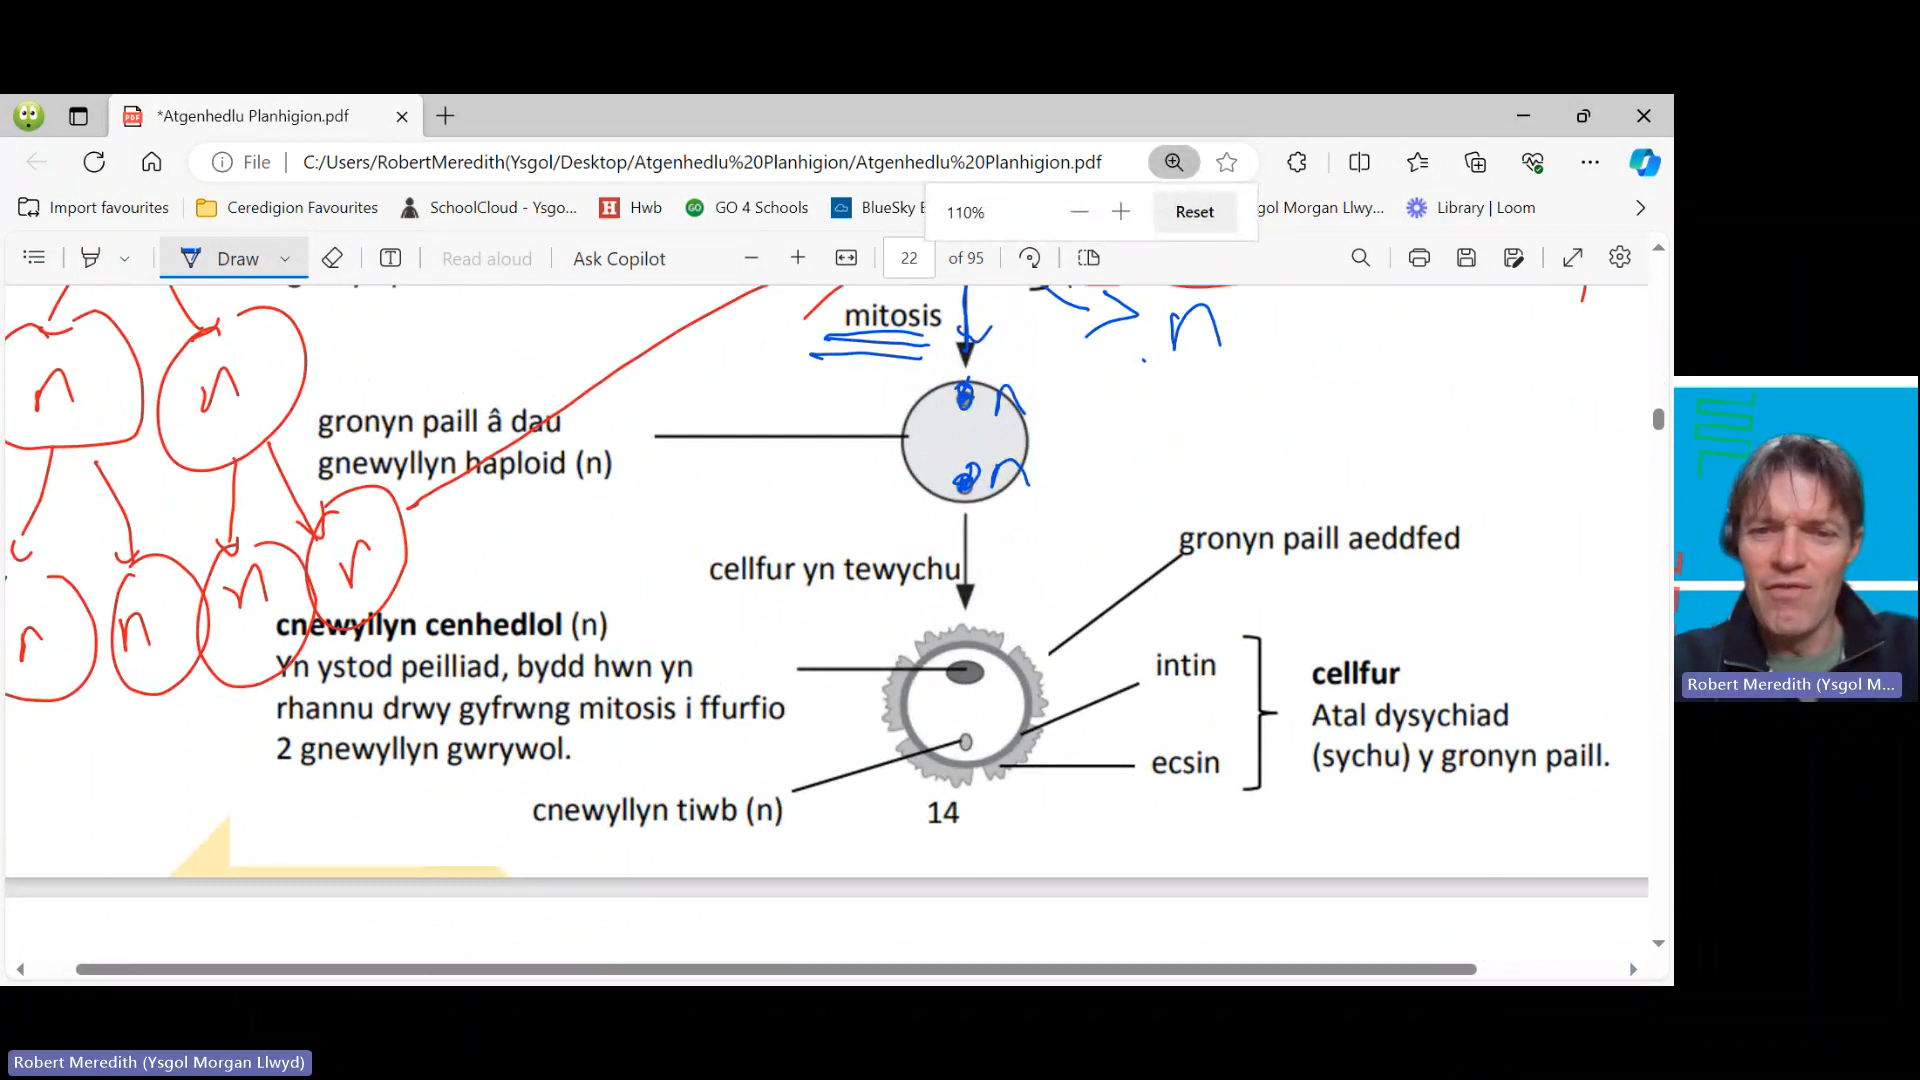 *Atgenhedlu Planhigion.pdf
File
C:/Users/RobertMeredith(Ysgol/Desktop/Atgenhedlu%20Planhigion/Atgenhedlu%20Planhigion.pdf
Import favourites
Ceredigion Favourites
SchoolCloud - Ysgo...
Hwb
GO 4 Schools
BlueSky
110%
Reset
gol Morgan Llwy...
Library | Loom
Draw
Read aloud
Ask Copilot
22 of 95
mitosis
n
n
n
n
n
gronyn paill â dau
gnewyllyn haploid (n)
gronyn paill aeddfed
cellfur yn tewychu
n
n
n
n
cnewyllyn cenhedlol (n)
Yn ystod peilliad, bydd hwn yn
rhannu drwy gyfrwng mitosis i ffurfio
2 gnewyllyn gwrywol.
intin
ecsin
cellfur
Atal dysychiad
(sychu) y gronyn paill.
cnewyllyn tiwb (n)
14
Robert Meredith (Ysgol M...
Robert Meredith (Ysgol Morgan Llwyd)